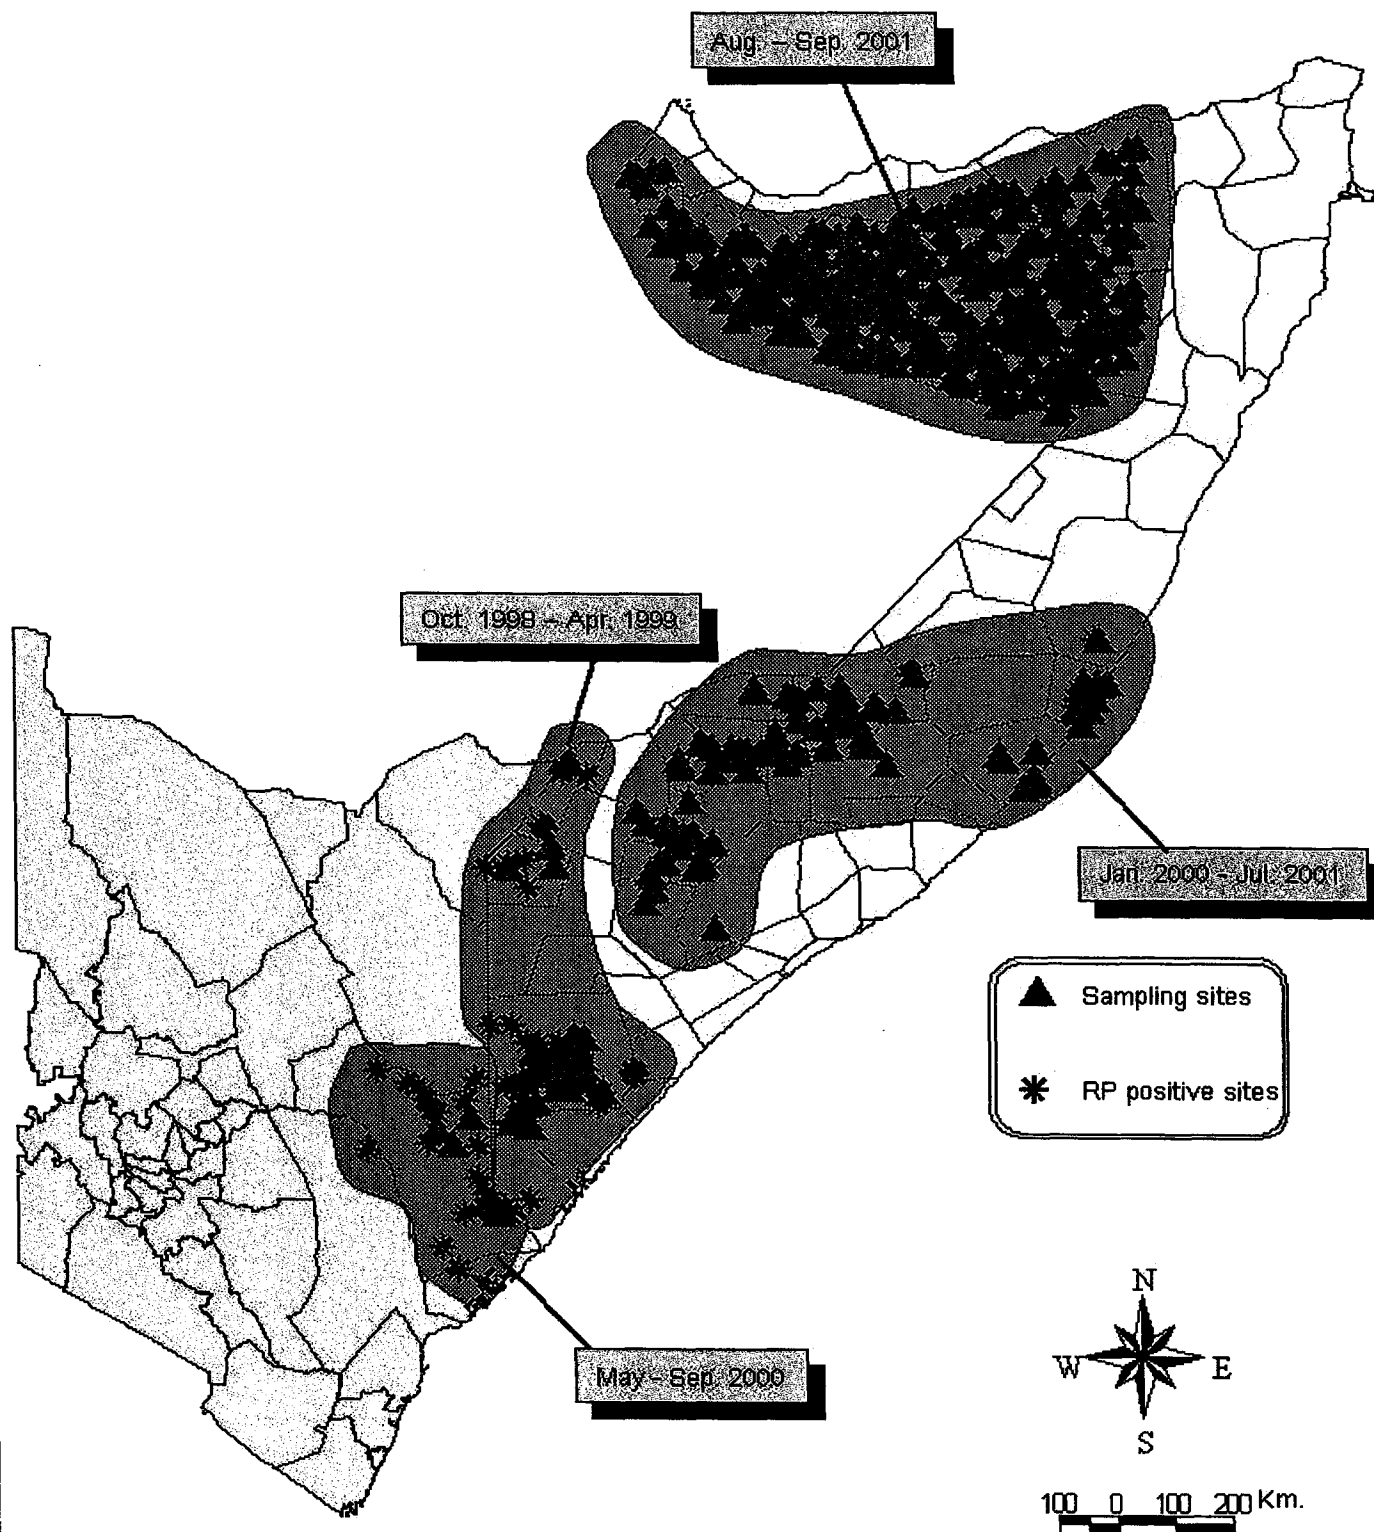 Aug. – Sep. 2001
Oct. 1998 – Apr. 1999
Jan. 2000 - Jul. 2001
Sampling sites
RP positive sites
May - Sep. 2000
N
W E
S
100 0 100 200 Km.